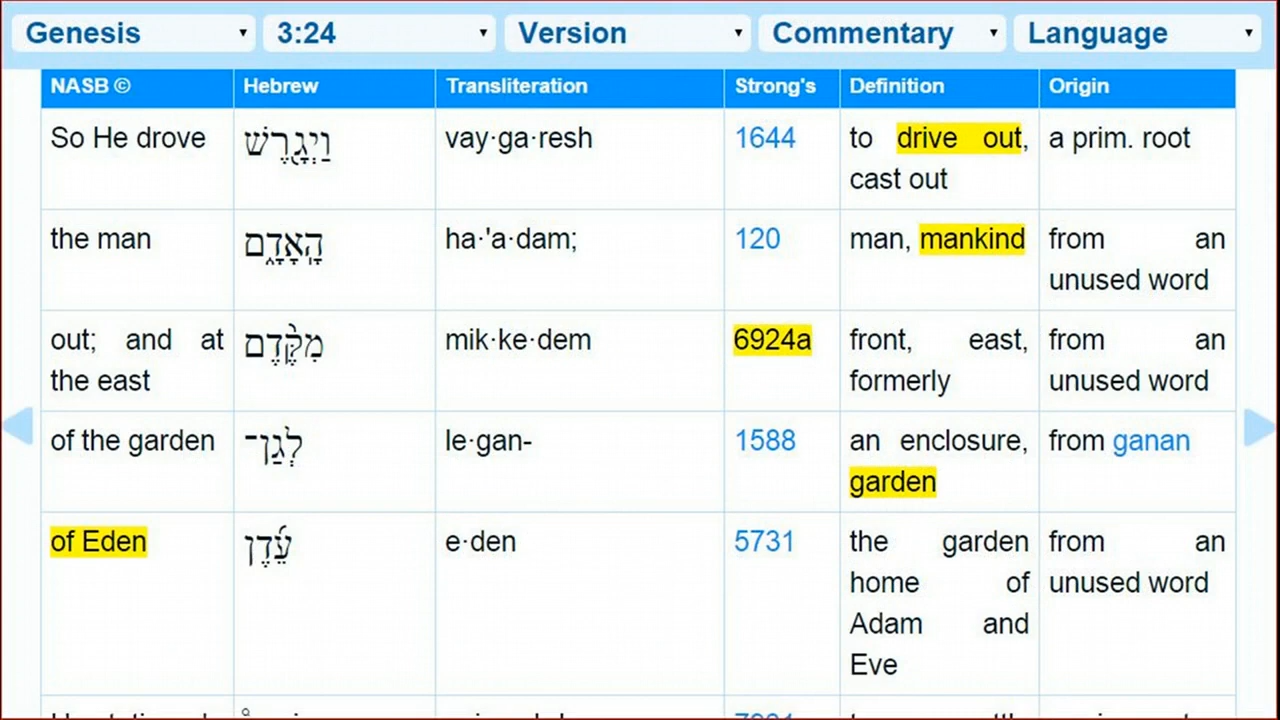 Genesis 3:24 Version Commentary Language
NASB © Hebrew Transliteration Strong's Definition Origin
So He drove וַיְגָ֖רֶשׁ vay·ga·resh 1644 to drive out, a prim. root
cast out
the man הָֽאָדָ֑ם ha·'a·dam; 120 man, mankind from an
unused word
out; and at מִקֶּ֨דֶם mik·ke·dem 6924a front, east, from an
the east formerly unused word
of the garden לְגַן־ le·gan- 1588 an enclosure, from ganan
garden
of Eden עֵ֜דֶן e·den 5731 the garden from an
home of unused word
Adam and
Eve